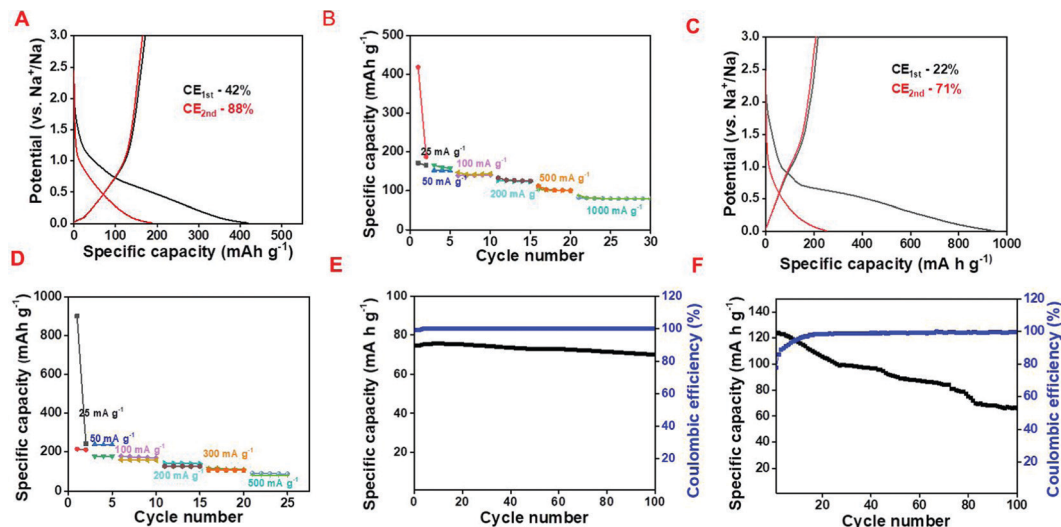 A
Potential (vs. Na⁺/Na)
3.0
2.5
2.0
1.5
1.0
0.5
0.0
CE1st - 42%
CE2nd - 88%
0 100 200 300 400 500
Specific capacity (mAh g⁻¹)
B
Specific capacity (mAh g⁻¹)
500
400
300
200
100
0
25 mA g⁻¹
50 mA g⁻¹
100 mA g⁻¹
200 mA g
500 mA g⁻¹
1000 mA g⁻¹
0 5 10 15 20 25 30
Cycle number
C
Potential (vs. Na⁺/Na)
3.0
2.5
2.0
1.5
1.0
0.5
0.0
CE1st - 22%
CE2nd - 71%
0 200 400 600 800 1000
Specific capacity (mA h g⁻¹)
D
Specific capacity (mAh g⁻¹)
1000
800
600
400
200
0
25 mA g⁻¹
50 mA g⁻¹
100 mA g⁻¹
200 mA g⁻¹
300 mA g⁻¹
500 mA g⁻¹
0 5 10 15 20 25
Cycle number
E
Specific capacity (mA h g⁻¹)
100
80
60
40
20
0
0 20 40 60 80 100
Cycle number
120
100
80
60
40
20
Coulombic efficiency (%)
F
Specific capacity (mA h g⁻¹)
140
120
100
80
60
40
20
20 40 60 80 100
Cycle number
120
100
80
60
40
20
Coulombic efficiency (%)